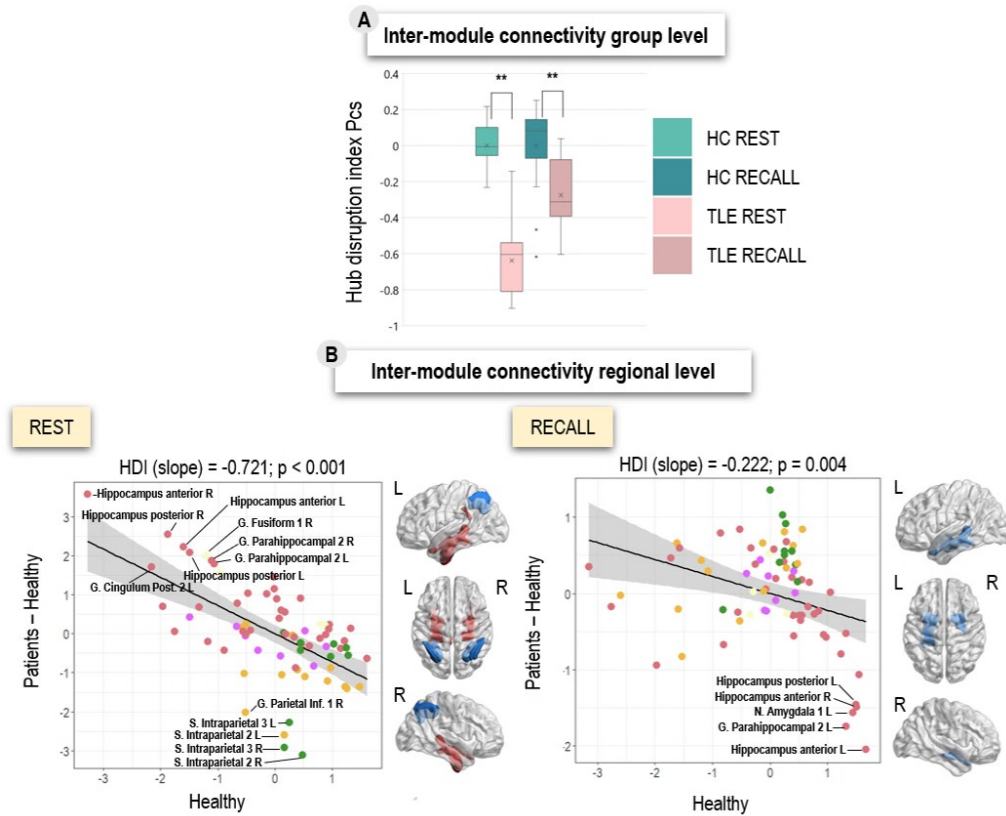 A
Inter-module connectivity group level
Hub disruption index Pcs
0.4
0.2
0
-0.2
-0.4
-0.6
-0.8
-1
**
**
HC REST
HC RECALL
TLE REST
TLE RECALL
B
Inter-module connectivity regional level
REST
HDI (slope) = -0.721; p < 0.001
Patients – Healthy
3
2
1
0
-1
-2
-3
Hippocampus anterior R
Hippocampus posterior R
Hippocampus anterior L
G. Fusiform 1 R
G. Parahippocampal 2 R
G. Parahippocampal 2 L
Hippocampus posterior L
G. Cingulum Post. 2 L
G. Parietal Inf. 1 R
S. Intraparietal 3 L
S. Intraparietal 2 L
S. Intraparietal 3 R
S. Intraparietal 2 R
-3
-2
-1
0
1
Healthy
L
L
R
R
RECALL
HDI (slope) = -0.222; p = 0.004
Patients – Healthy
1
0
-1
-2
Hippocampus posterior L
Hippocampus anterior R
N. Amygdala 1 L
G. Parahippocampal 2 L
Hippocampus anterior L
-3
-2
-1
0
1
Healthy
L
L
R
R